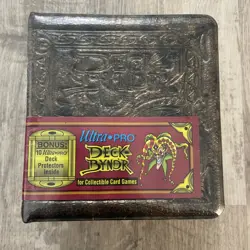 BONUS:
10 Ultra•PRO
Deck
Protectors
Inside
Ultra•PRO
DECK
BYNDR
for Collectible Card Games